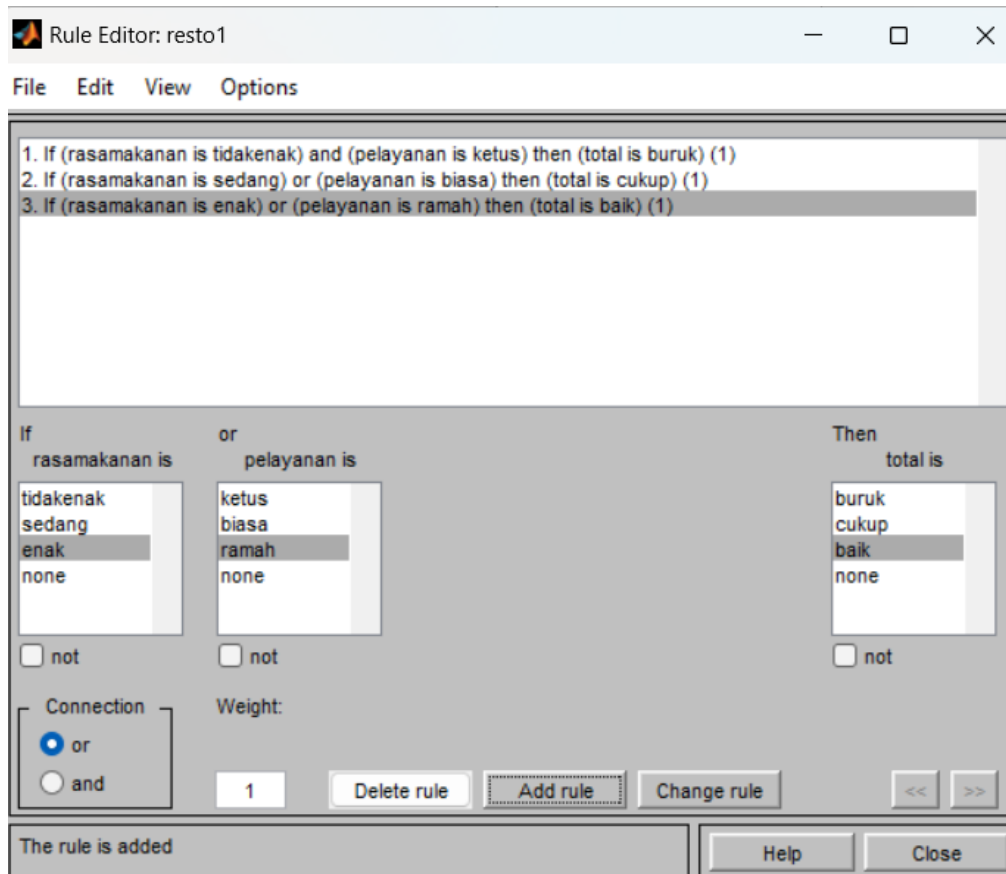 Rule Editor: resto1
File Edit View Options
1. If (rasamakanan is tidakenak) and (pelayanan is ketus) then (total is buruk) (1)
2. If (rasamakanan is sedang) or (pelayanan is biasa) then (total is cukup) (1)
3. If (rasamakanan is enak) or (pelayanan is ramah) then (total is baik) (1)
If or Then
rasamakanan is pelayanan is total is
tidakenak ketus buruk
sedang biasa cukup
enak ramah baik
none none none
not not not
Connection Weight:
or
and 1 Delete rule Add rule Change rule << >>
The rule is added Help Close